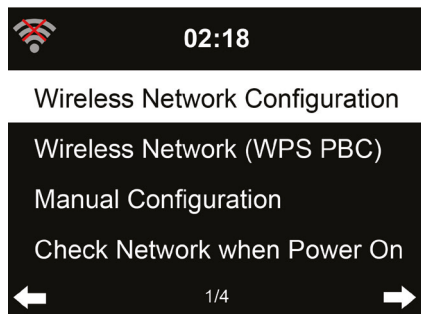 02:18
Wireless Network Configuration
Wireless Network (WPS PBC)
Manual Configuration
Check Network when Power On
1/4